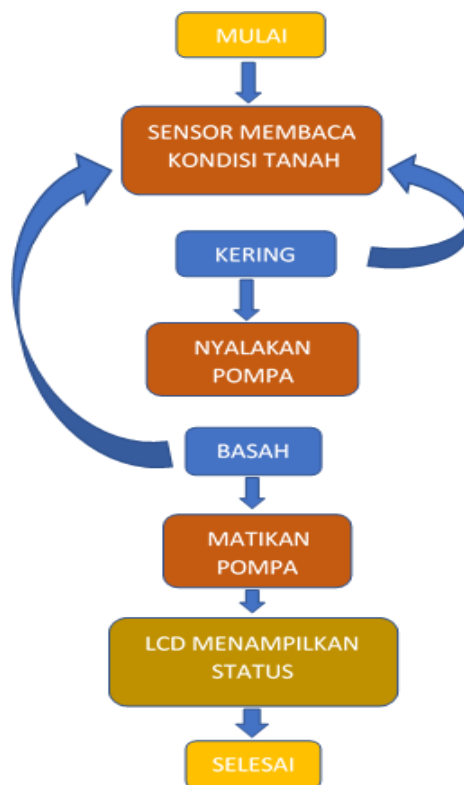 MULAI
SENSOR MEMBACA
KONDISI TANAH
KERING
NYALAKAN
POMPA
BASAH
MATIKAN
POMPA
LCD MENAMPILKAN
STATUS
SELESAI